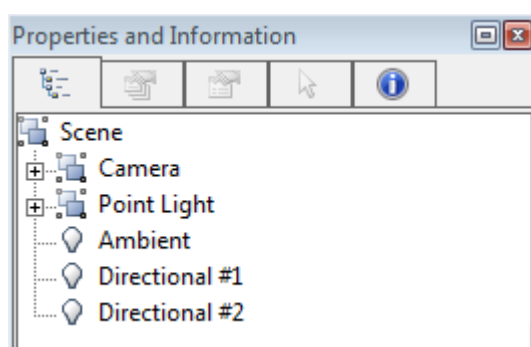 Properties and Information
Scene
Camera
Point Light
Ambient
Directional #1
Directional #2